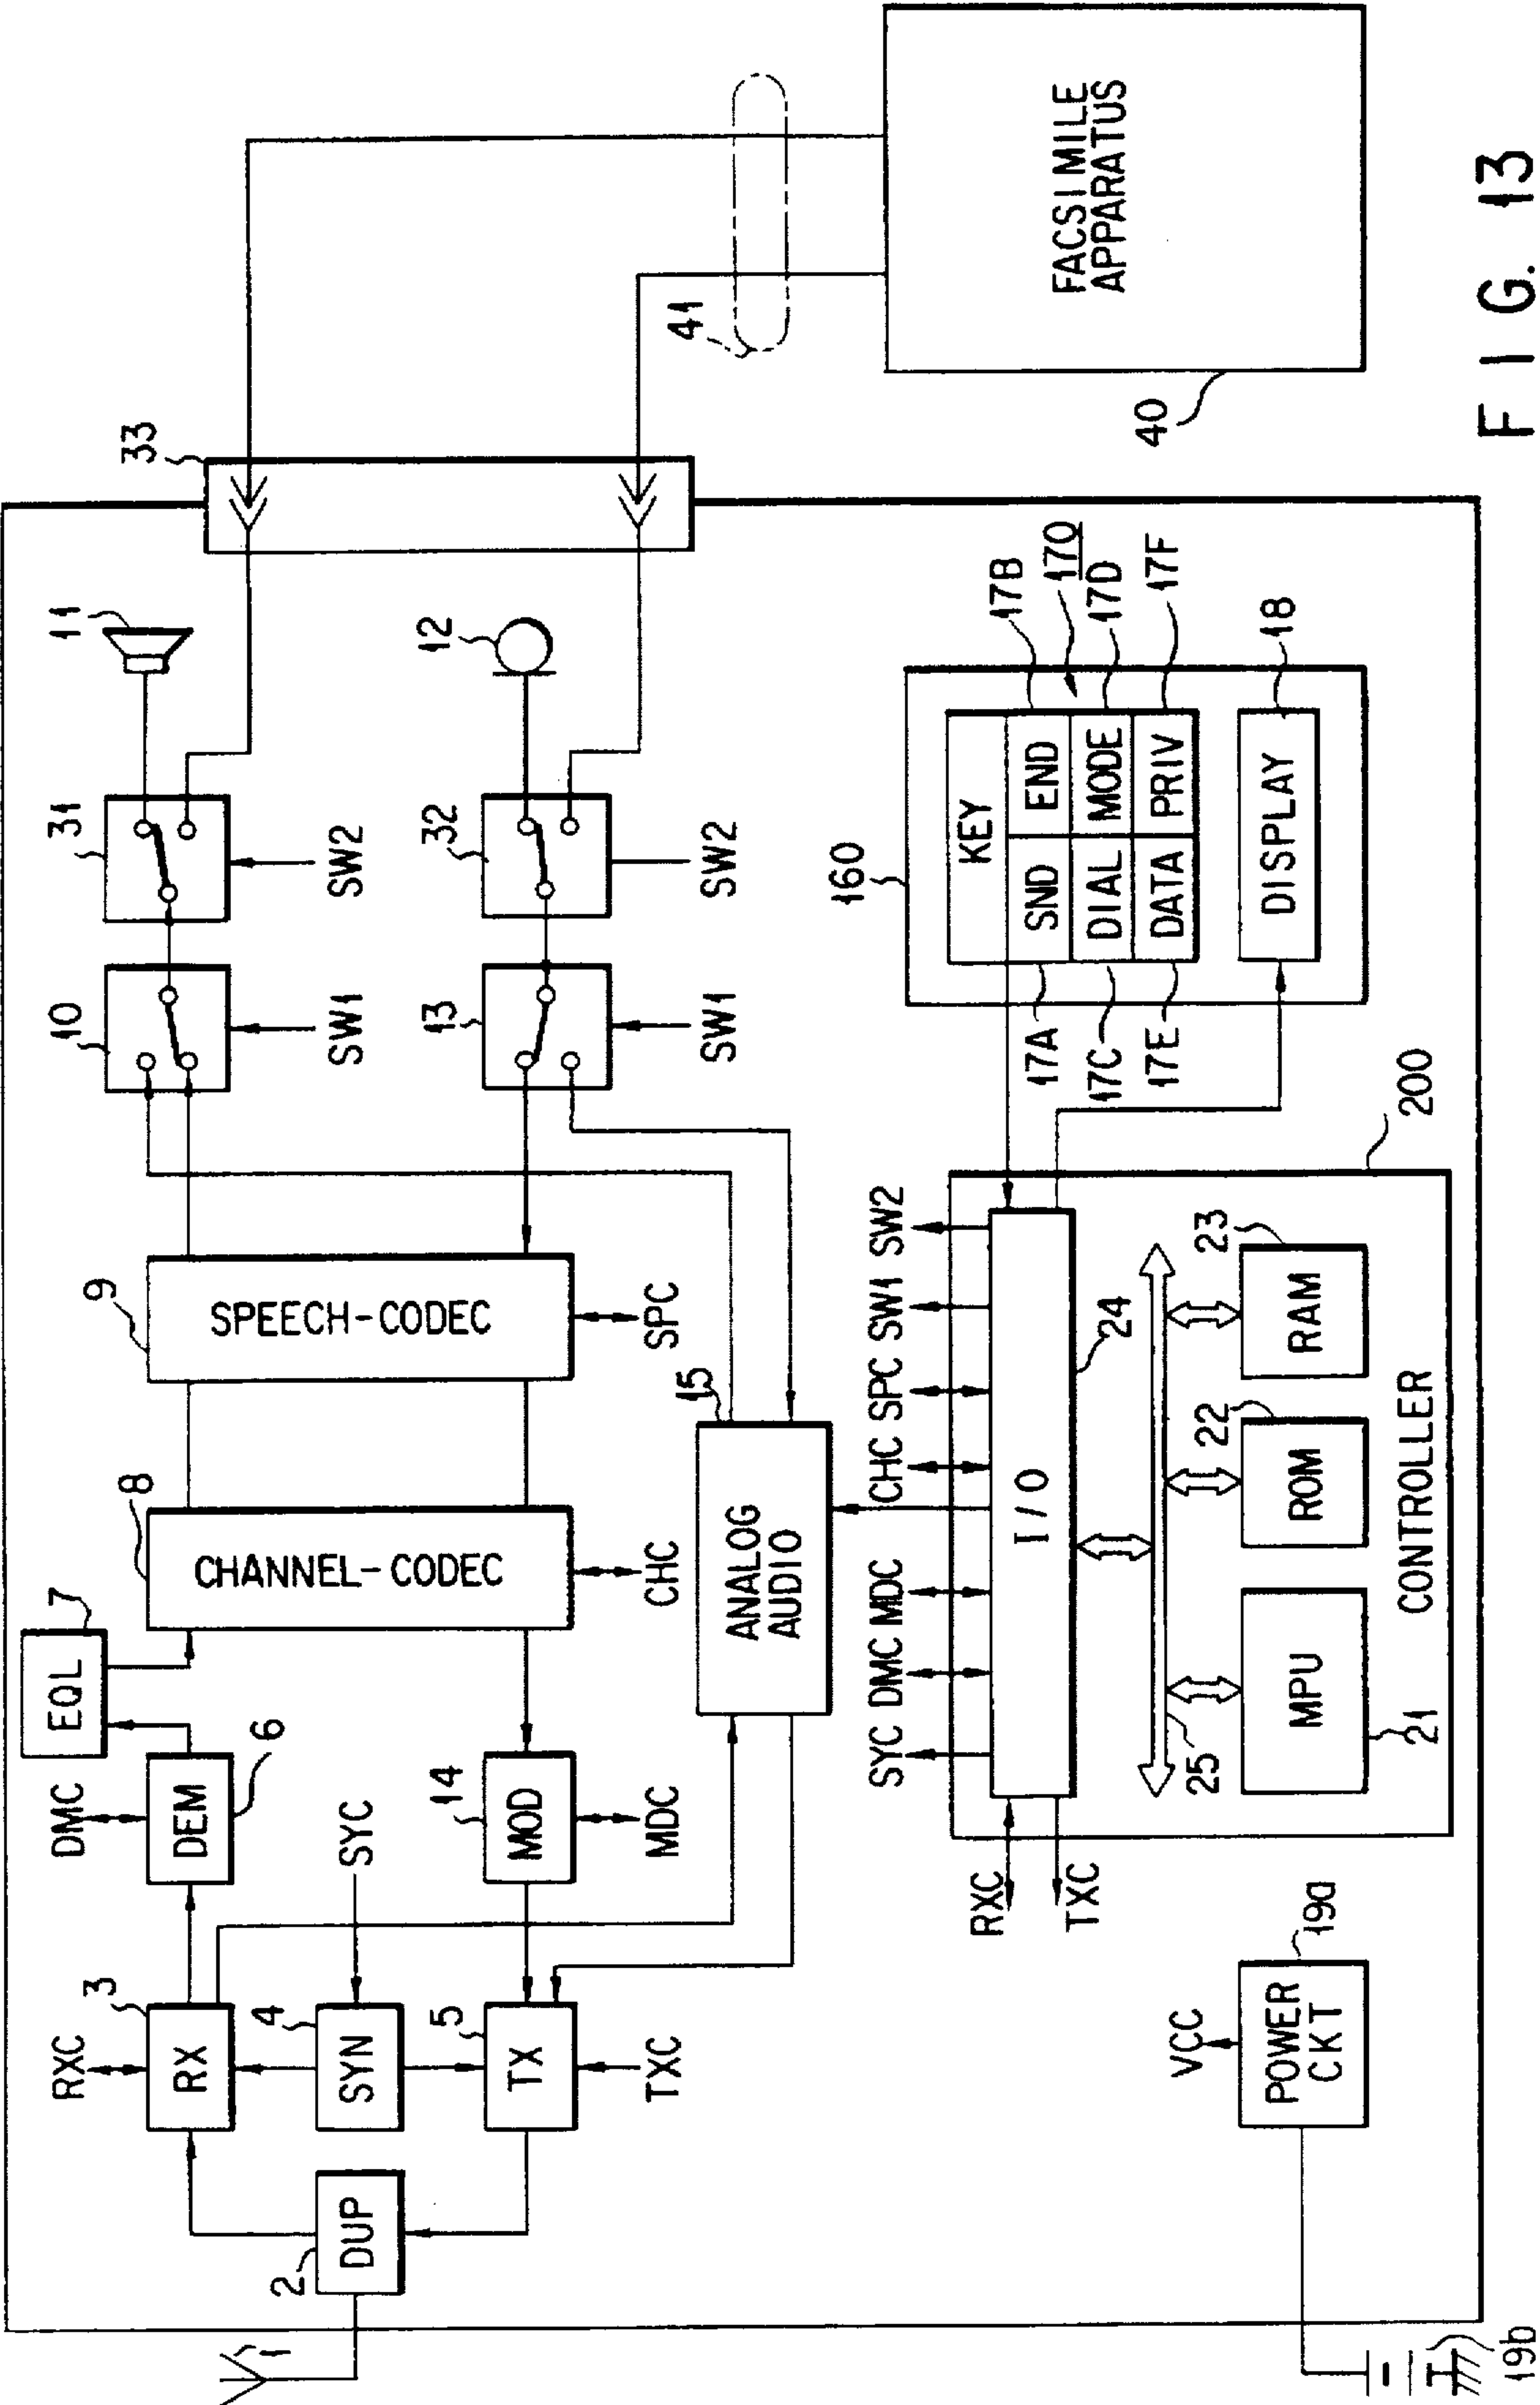 1
2
DUP
RXC
3
RX
4
SYN
SYC
5
TX
TXC
DMC
DEM
6
EQL
7
14
MOD
MDC
8
CHANNEL-CODEC
CHC
9
SPEECH-CODEC
SPC
15
ANALOG
AUDIO
10
SW1
13
SW1
31
SW2
32
SW2
11
12
33
41
FACSIMILE
APPARATUS
40
160
KEY
SND END
DIAL MODE
DATA PRIV
17A
17C
17E
17B
170
17D
17F
DISPLAY
18
SYC DMC MDC CHC SPC SW1 SW2
RXC
TXC
I/O
24
25
MPU
21
ROM
22
RAM
23
CONTROLLER
200
VCC
POWER
CKT
19a
19b
FIG. 13